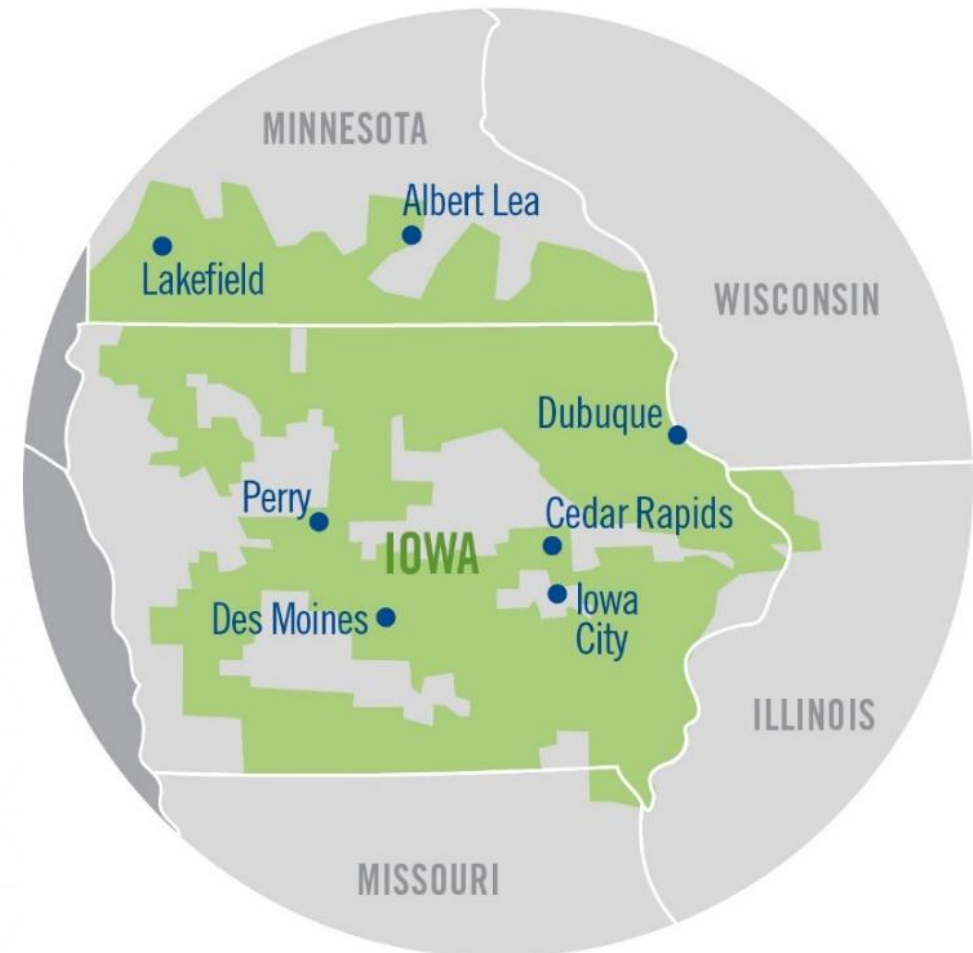 MINNESOTA
Albert Lea
Lakefield
WISCONSIN
Dubuque
Perry
Cedar Rapids
IOWA
Iowa
City
Des Moines
ILLINOIS
MISSOURI